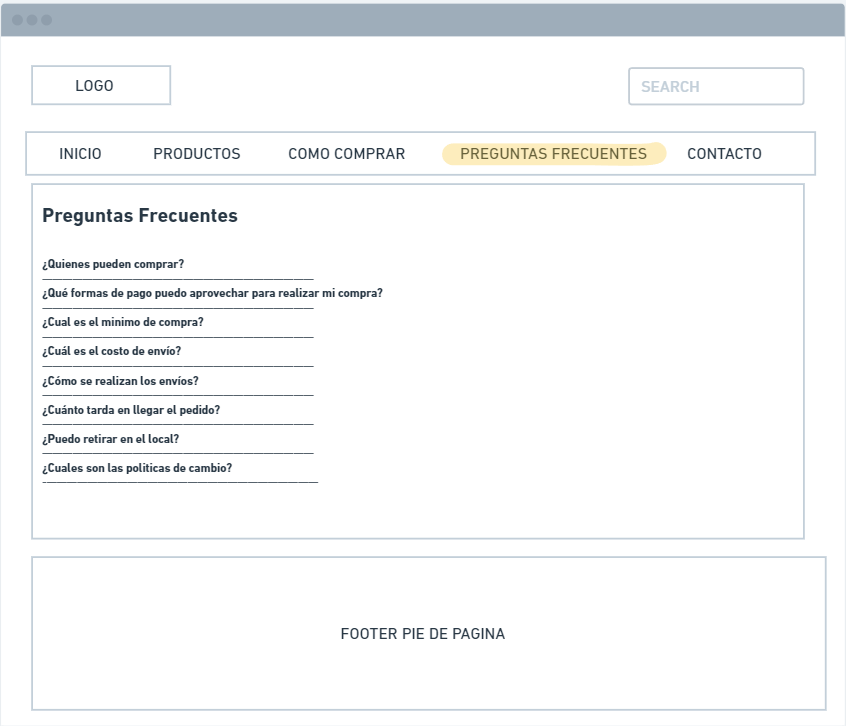 LOGO
SEARCH
INICIO PRODUCTOS COMO COMPRAR PREGUNTAS FRECUENTES CONTACTO
Preguntas Frecuentes
¿Quienes pueden comprar?
¿Qué formas de pago puedo aprovechar para realizar mi compra?
¿Cual es el minimo de compra?
¿Cuál es el costo de envío?
¿Cómo se realizan los envíos?
¿Cuánto tarda en llegar el pedido?
¿Puedo retirar en el local?
¿Cuales son las politicas de cambio?
FOOTER PIE DE PAGINA